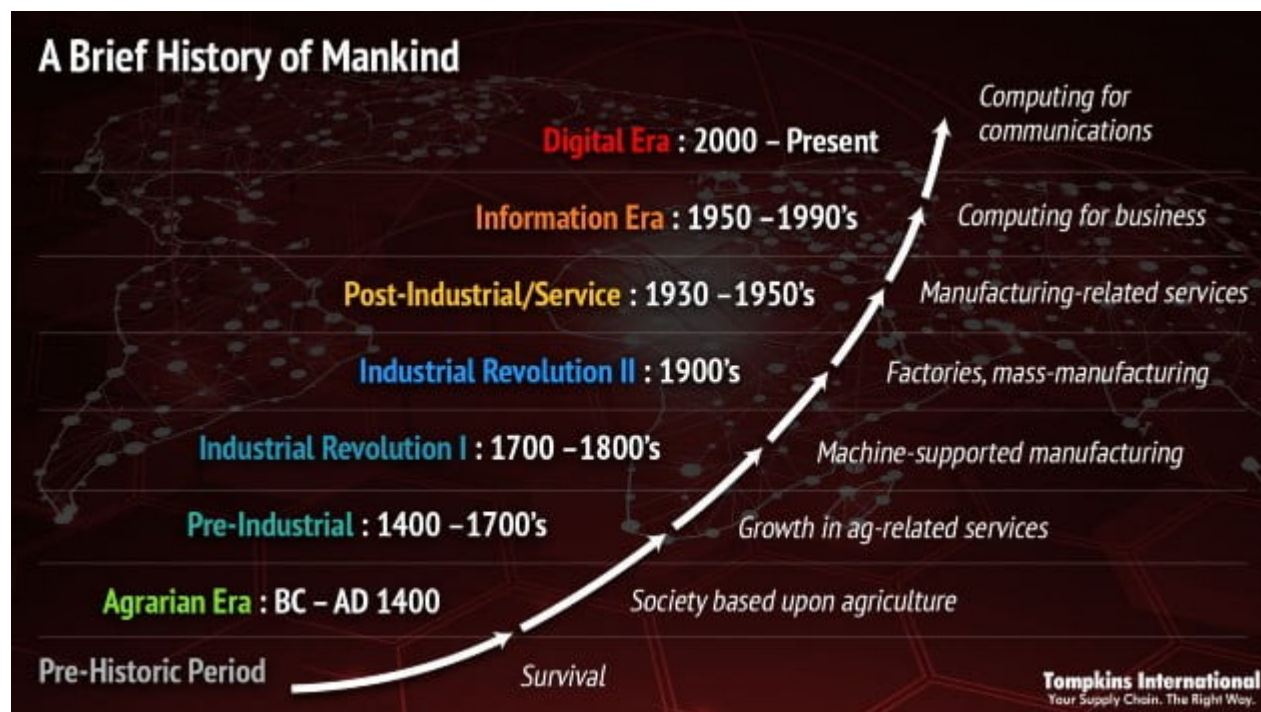 A Brief History of Mankind
Computing for
communications
Digital Era : 2000 – Present
Information Era : 1950 –1990's
Computing for business
Post-Industrial/Service : 1930 –1950's
Manufacturing-related services
Industrial Revolution II : 1900's
Factories, mass-manufacturing
Industrial Revolution I : 1700 –1800's
Machine-supported manufacturing
Pre-Industrial : 1400 –1700's
Growth in ag-related services
Agrarian Era : BC – AD 1400
Society based upon agriculture
Pre-Historic Period
Survival
Tompkins International
Your Supply Chain. The Right Way.